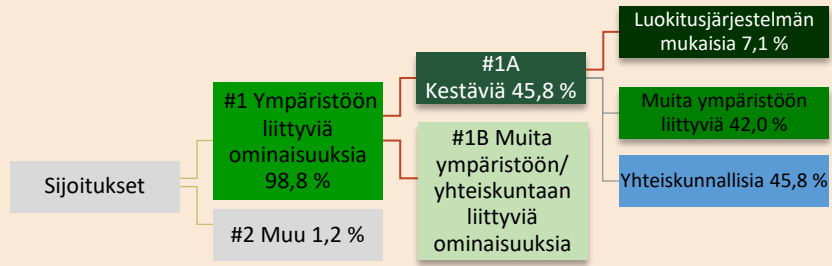 Sijoitukset
#1 Ympäristöön
liittyviä
ominaisuuksia
98,8 %
#2 Muu 1,2 %
#1A
Kestäviä 45,8 %
#1B Muita
ympäristöön/
yhteiskuntaan
liittyviä
ominaisuuksia
Luokitusjärjestelmän
mukaisia 7,1 %
Muita ympäristöön
liittyviä 42,0 %
Yhteiskunnallisia 45,8 %